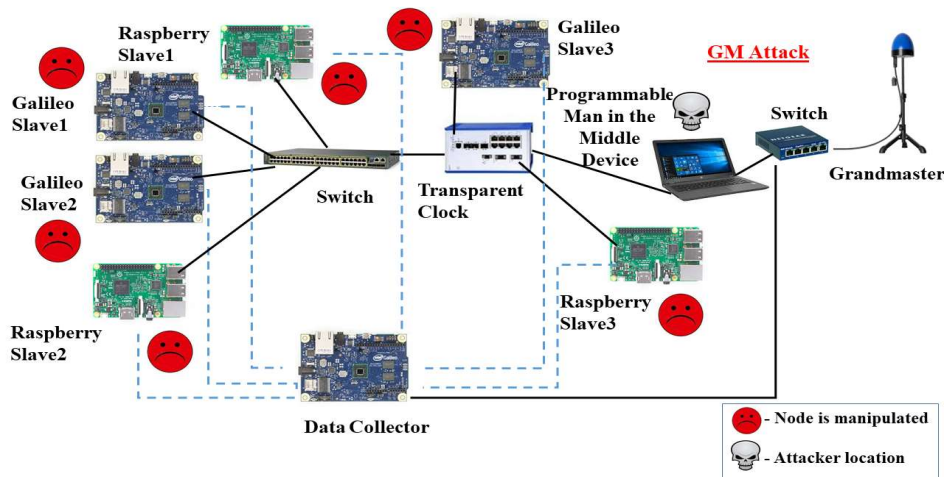 Raspberry
Slave1
Galileo
Slave3
GM Attack
Galileo
Slave1
Programmable
Man in the
Middle
Device
Switch
Galileo
Slave2
Switch
Transparent
Clock
Grandmaster
Raspberry
Slave2
Raspberry
Slave3
Data Collector
- Node is manipulated
- Attacker location